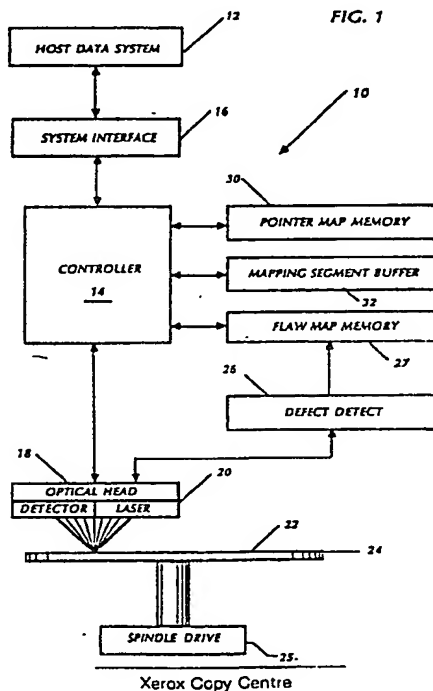 FIG. 1
12
HOST DATA SYSTEM
16
SYSTEM INTERFACE
10
30
POINTER MAP MEMORY
CONTROLLER
14
MAPPING SEGMENT BUFFER
32
FLAW MAP MEMORY
27
26
DEFECT DETECT
18
20
OPTICAL HEAD
DETECTOR LASER
22
24
SPINDLE DRIVE
25
Xerox Copy Centre